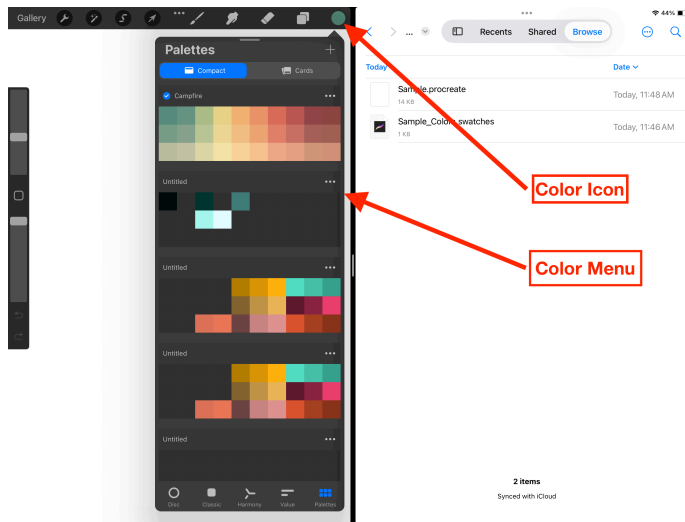 Gallery
Palettes
Compact
Cards
Campfire
Untitled
Untitled
Untitled
Untitled
Disc
Classic
Harmony
Value
Palettes
44%
...
Recents
Shared
Browse
Today
Date
Sample.procreate
14 KB
Today, 11:48 AM
Sample_Colors.swatches
1 KB
Today, 11:46 AM
Color Icon
Color Menu
2 items
Synced with iCloud